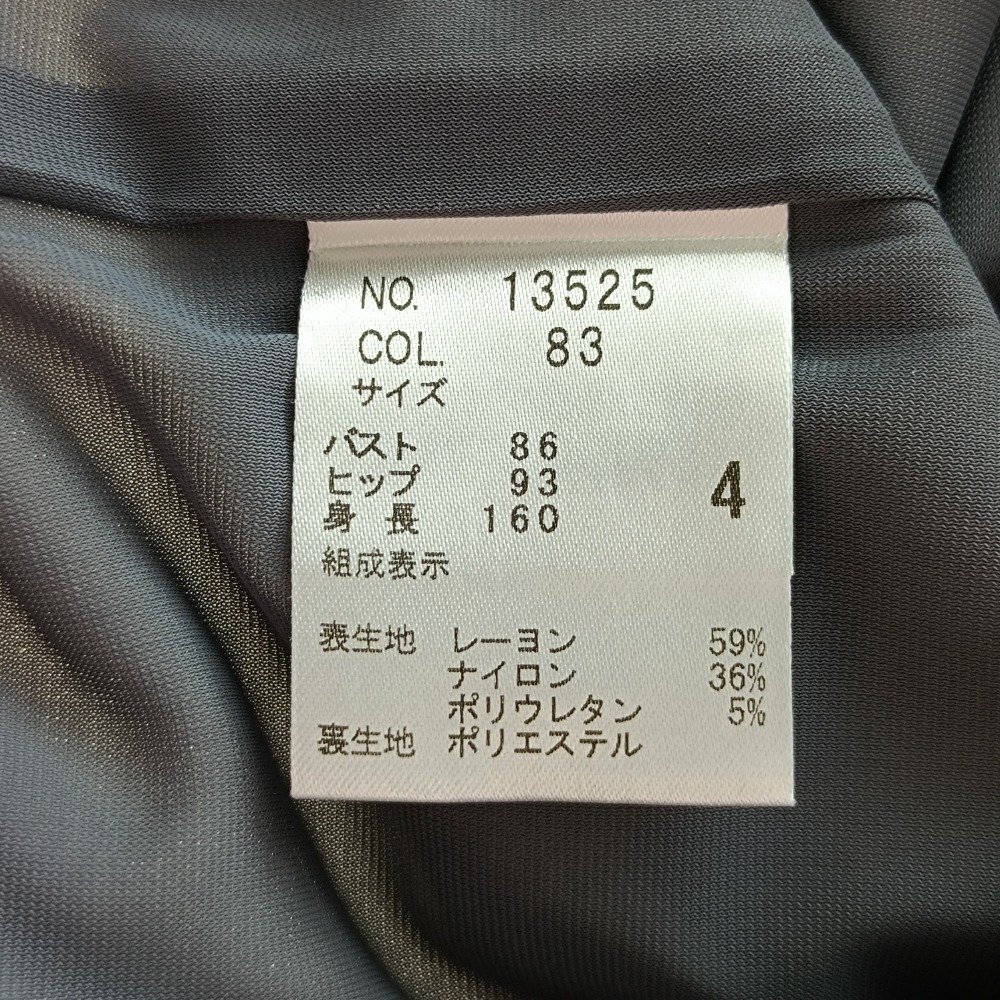 NO. 13525
COL. 83
サイズ
バスト 86
ヒップ 93 4
身長 160
組成表示
表生地 レーヨン 59%
ナイロン 36%
ポリウレタン 5%
裏生地 ポリエステル